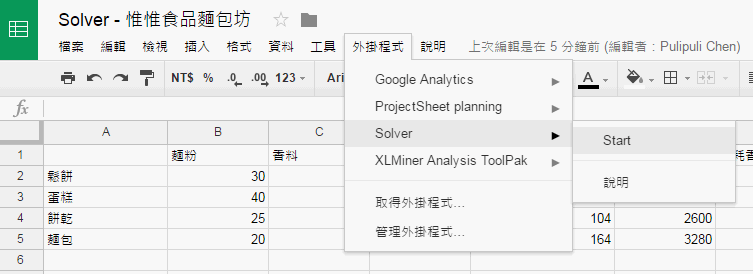 Solver - 惟惟食品麵包坊
檔案 編輯 檢視 插入 格式 資料 工具 外掛程式 說明 上次編輯是在 5 分鐘前 (編輯者：Pulipuli Chen)
NT$ % .0 .00 123 Ari A
Google Analytics
ProjectSheet planning
Solver
XLMiner Analysis ToolPak
取得外掛程式...
管理外掛程式...
Start
說明
fx
A B C
1 麵粉 香料
2 鬆餅 30
3 蛋糕 40
4 餅乾 25 104 2600
5 麵包 20 164 3280
6